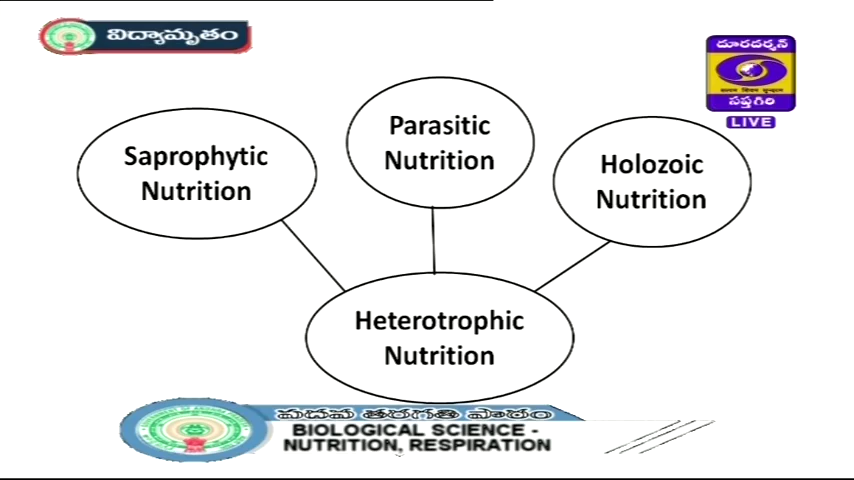 విద్యామృతం
దూరదర్శన్
సప్తగిరి
LIVE
Saprophytic
Nutrition
Parasitic
Nutrition
Holozoic
Nutrition
Heterotrophic
Nutrition
పదవ తరగతి పాఠం
BIOLOGICAL SCIENCE -
NUTRITION, RESPIRATION